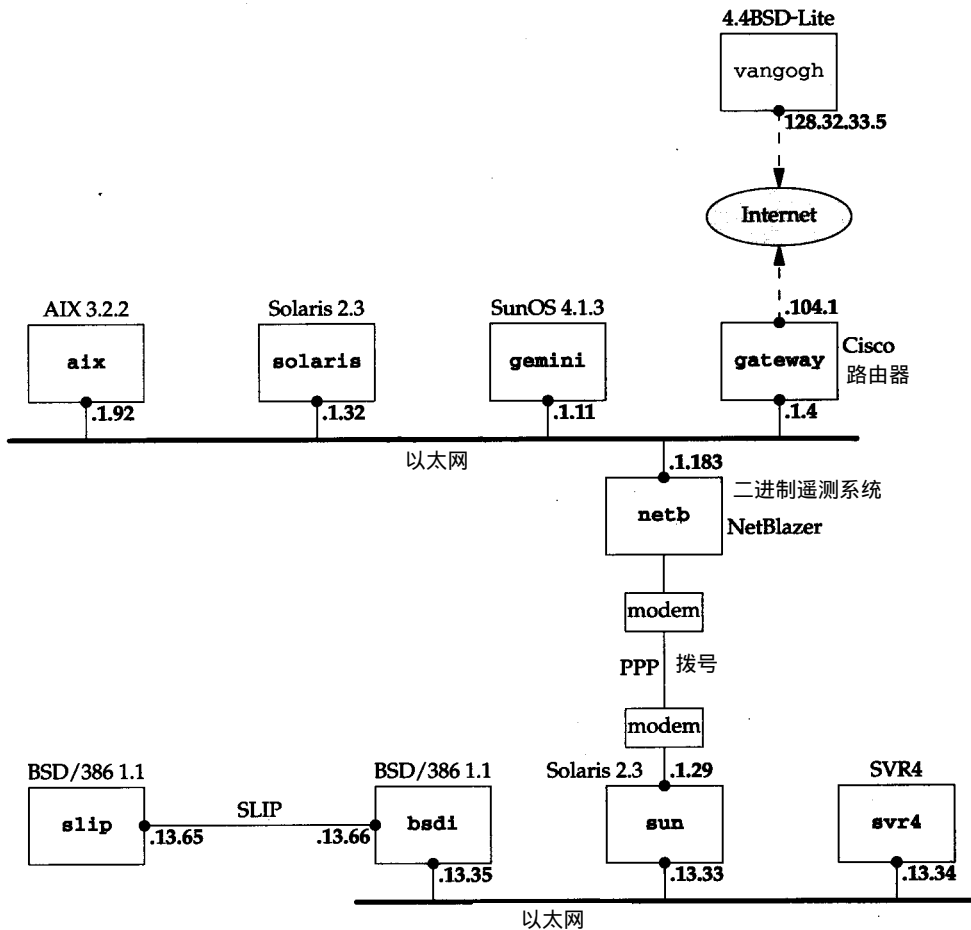 4.4BSD-Lite
vangogh
128.32.33.5
Internet
.104.1
AIX 3.2.2
Solaris 2.3
SunOS 4.1.3
aix
solaris
gemini
gateway
Cisco
路由器
.1.92
.1.32
.1.11
.1.4
以太网
.1.183
二进制遥测系统
netb
NetBlazer
modem
PPP 拨号
modem
BSD/386 1.1
BSD/386 1.1
Solaris 2.3
.1.29
SVR4
slip
SLIP
bsdi
sun
svr4
.13.65
.13.66
.13.35
.13.33
.13.34
以太网